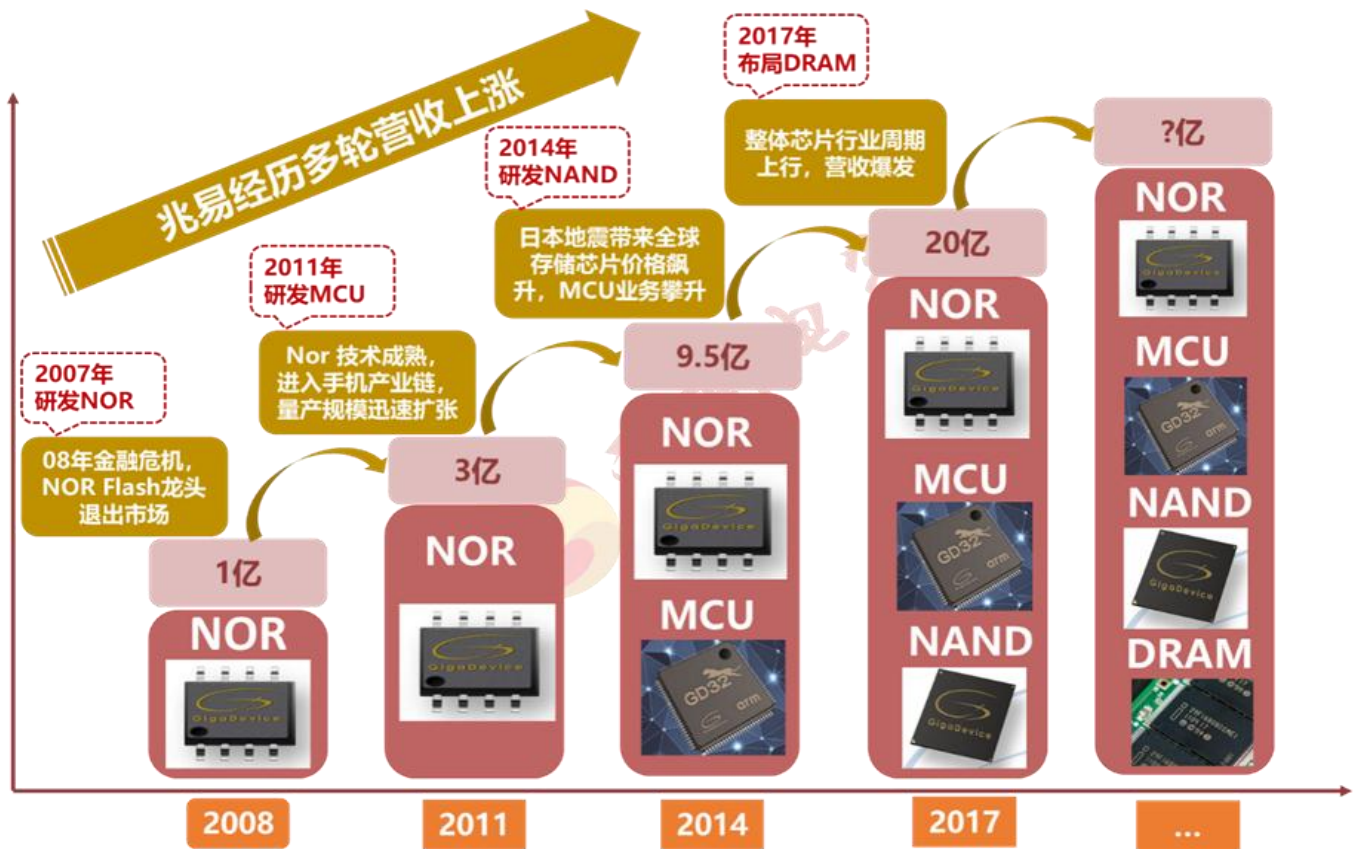 兆易经历多轮营收上涨
2007年
研发NOR
08年金融危机，
NOR Flash龙头
退出市场
1亿
NOR
GigaDevice
2008
2011年
研发MCU
Nor 技术成熟，
进入手机产业链，
量产规模迅速扩张
3亿
NOR
GigaDevice
2011
2014年
研发NAND
日本地震带来全球
存储芯片价格飙
升，MCU业务攀升
9.5亿
NOR
GigaDevice
MCU
GD32
arm
2014
2017年
布局DRAM
整体芯片行业周期
上行，营收爆发
20亿
NOR
GigaDevice
MCU
GD32
arm
NAND
GigaDevice
2017
?亿
NOR
GigaDevice
MCU
GD32
arm
NAND
GigaDevice
DRAM
...